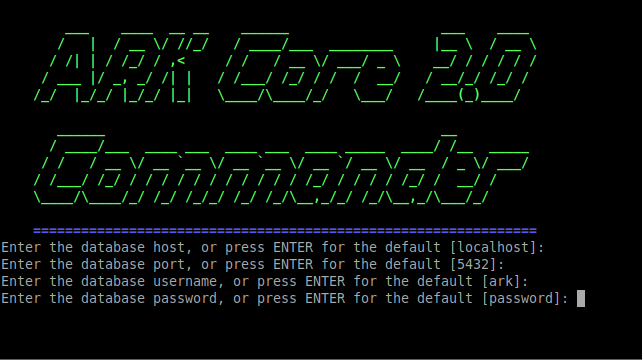 ARK Core 2.0
Commander
Enter the database host, or press ENTER for the default [localhost]:
Enter the database port, or press ENTER for the default [5432]:
Enter the database username, or press ENTER for the default [ark]:
Enter the database password, or press ENTER for the default [password]: